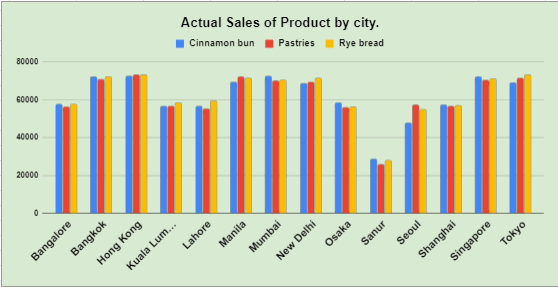 Actual Sales of Product by city.
Cinnamon bun Pastries Rye bread
80000
60000
40000
20000
0
Bangalore
Bangkok
Hong Kong
Kuala Lum...
Lahore
Manila
Mumbai
New Delhi
Osaka
Sanur
Seoul
Shanghai
Singapore
Tokyo